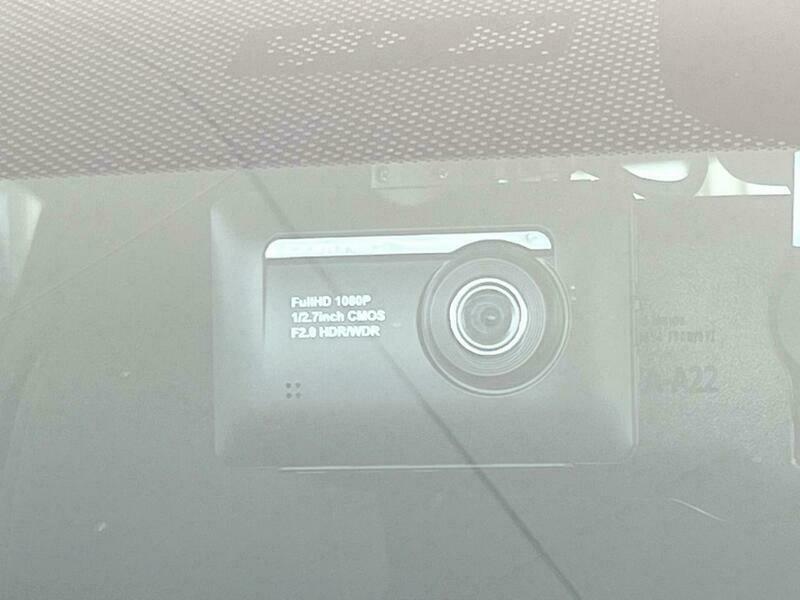 FullHD 1080P
1/2.7inch CMOS
F2.0 HDR/WDR
A-A22